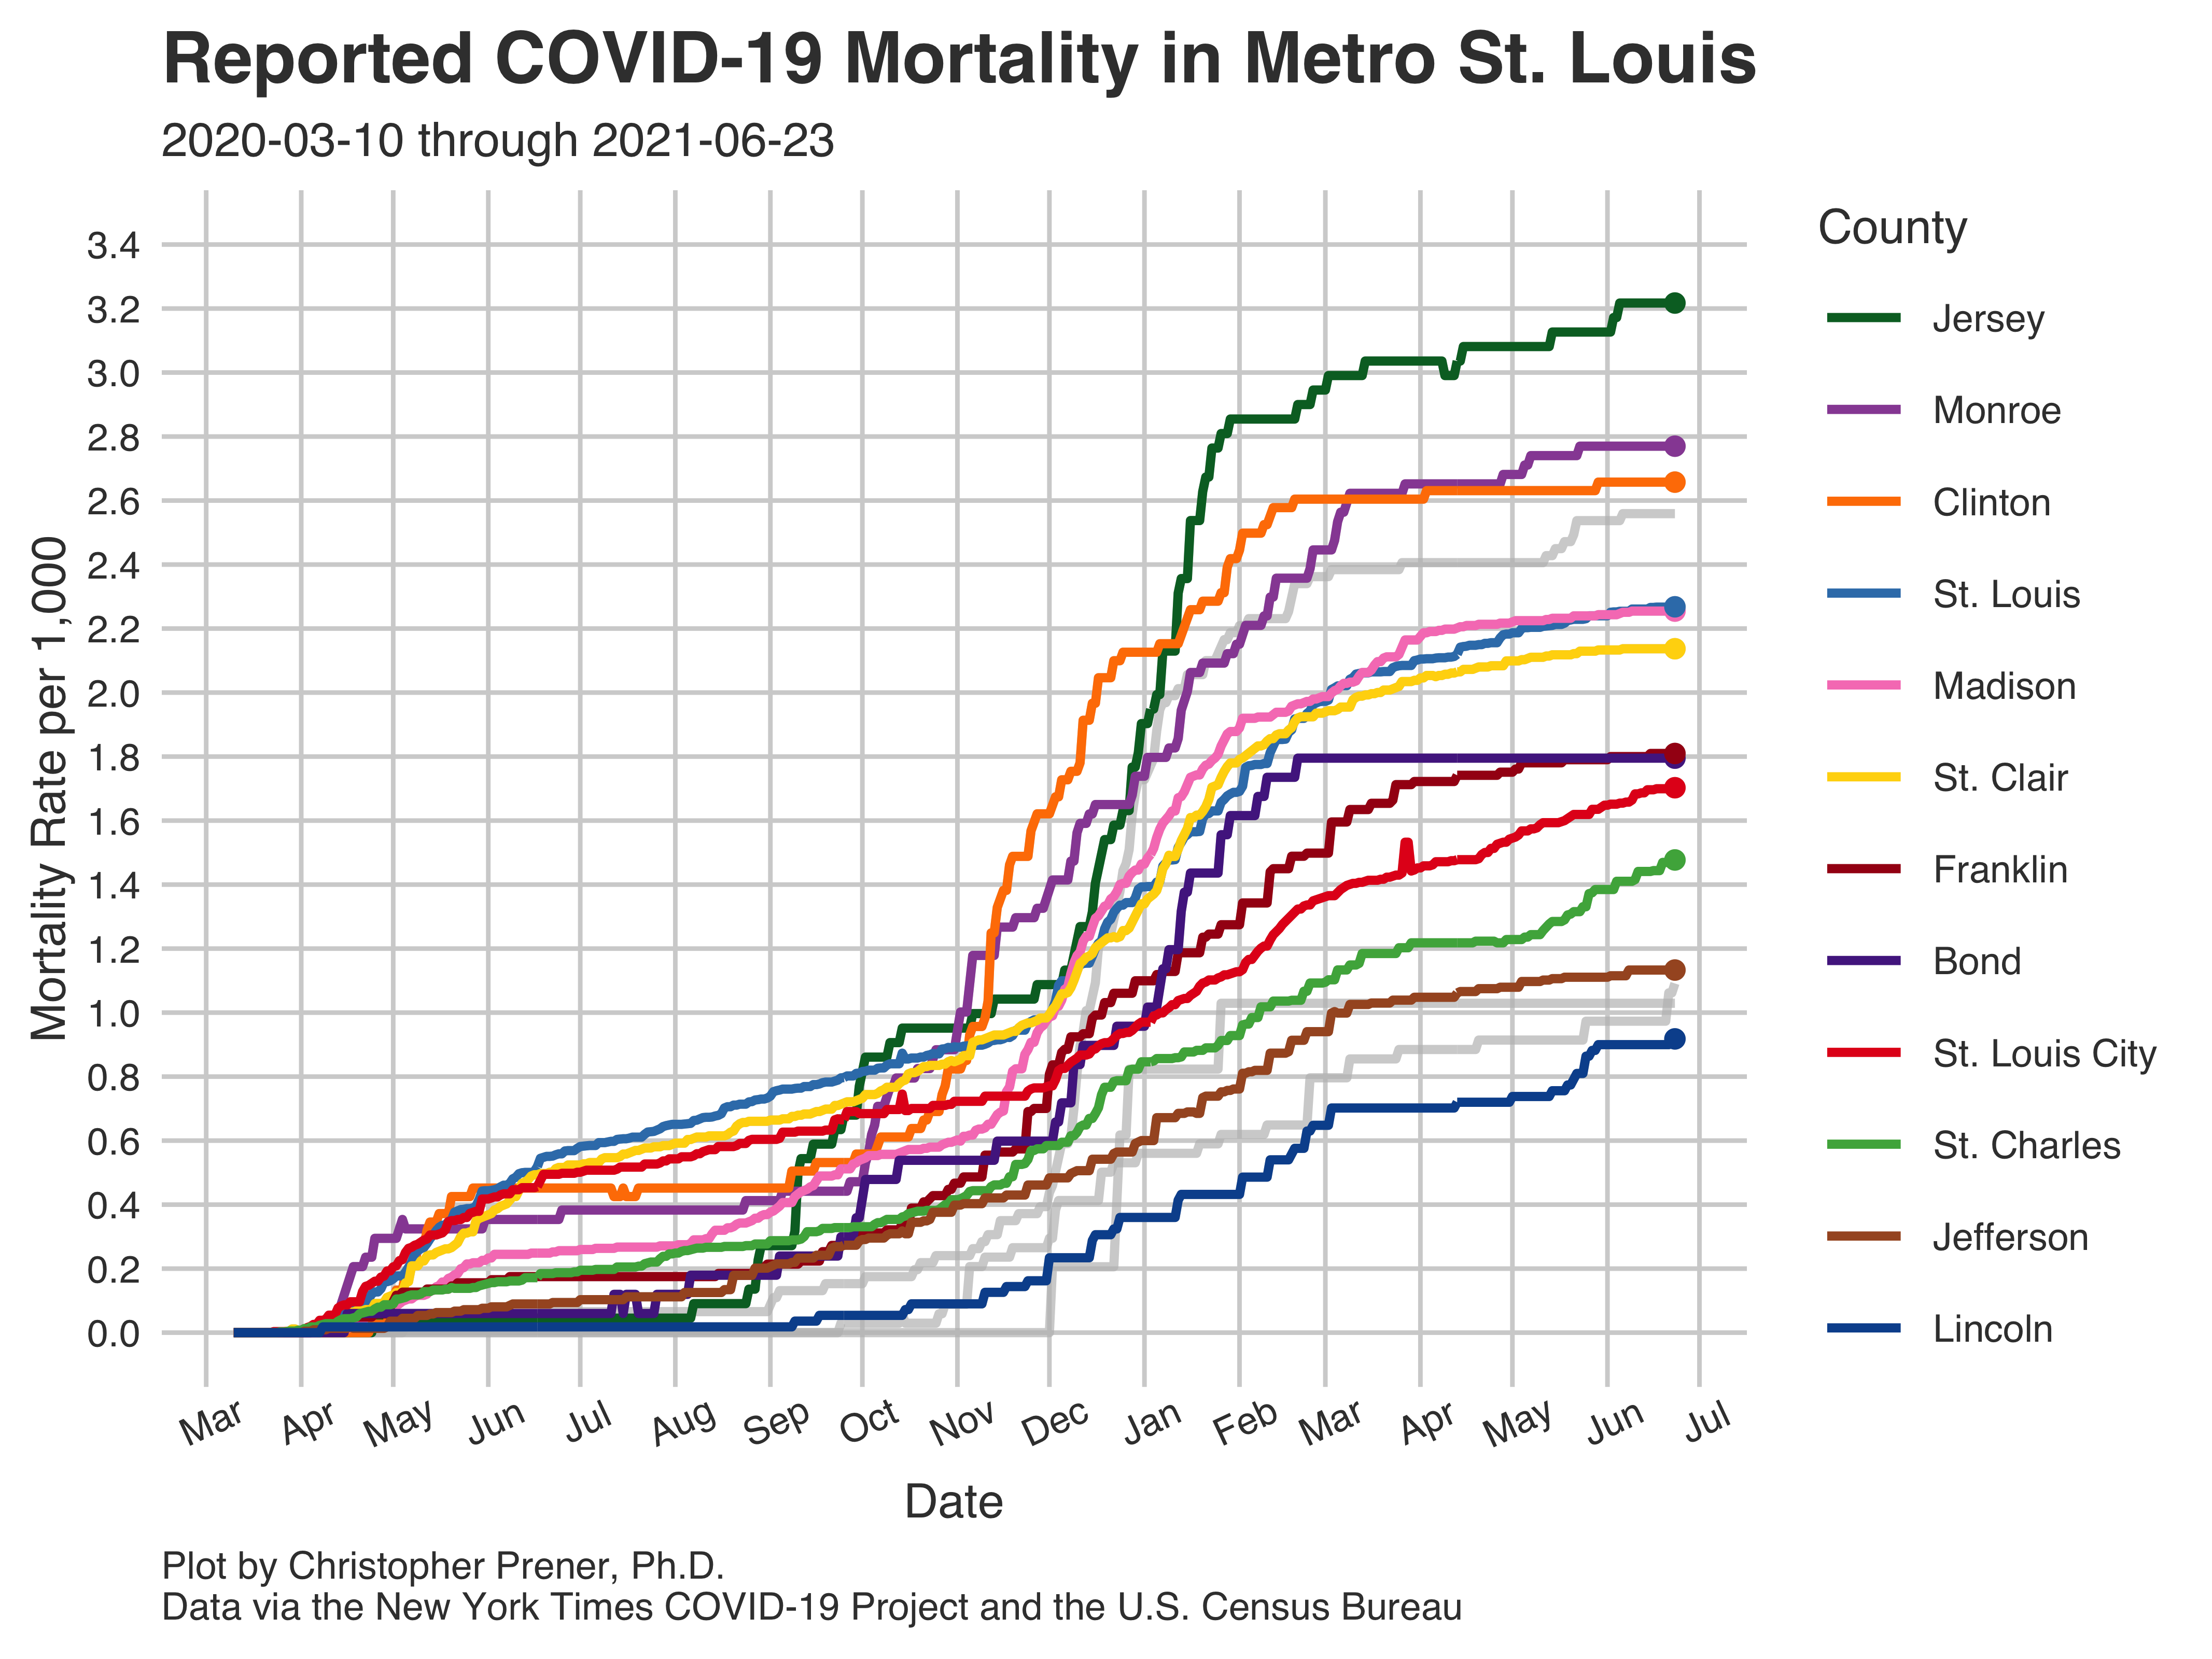 Reported COVID-19 Mortality in Metro St. Louis
2020-03-10 through 2021-06-23
Mortality Rate per 1,000
3.4
3.2
3.0
2.8
2.6
2.4
2.2
2.0
1.8
1.6
1.4
1.2
1.0
0.8
0.6
0.4
0.2
0.0
Mar Apr May Jun Jul Aug Sep Oct Nov Dec Jan Feb Mar Apr May Jun Jul
Date
County
Jersey
Monroe
Clinton
St. Louis
Madison
St. Clair
Franklin
Bond
St. Louis City
St. Charles
Jefferson
Lincoln
Plot by Christopher Prener, Ph.D.
Data via the New York Times COVID-19 Project and the U.S. Census Bureau